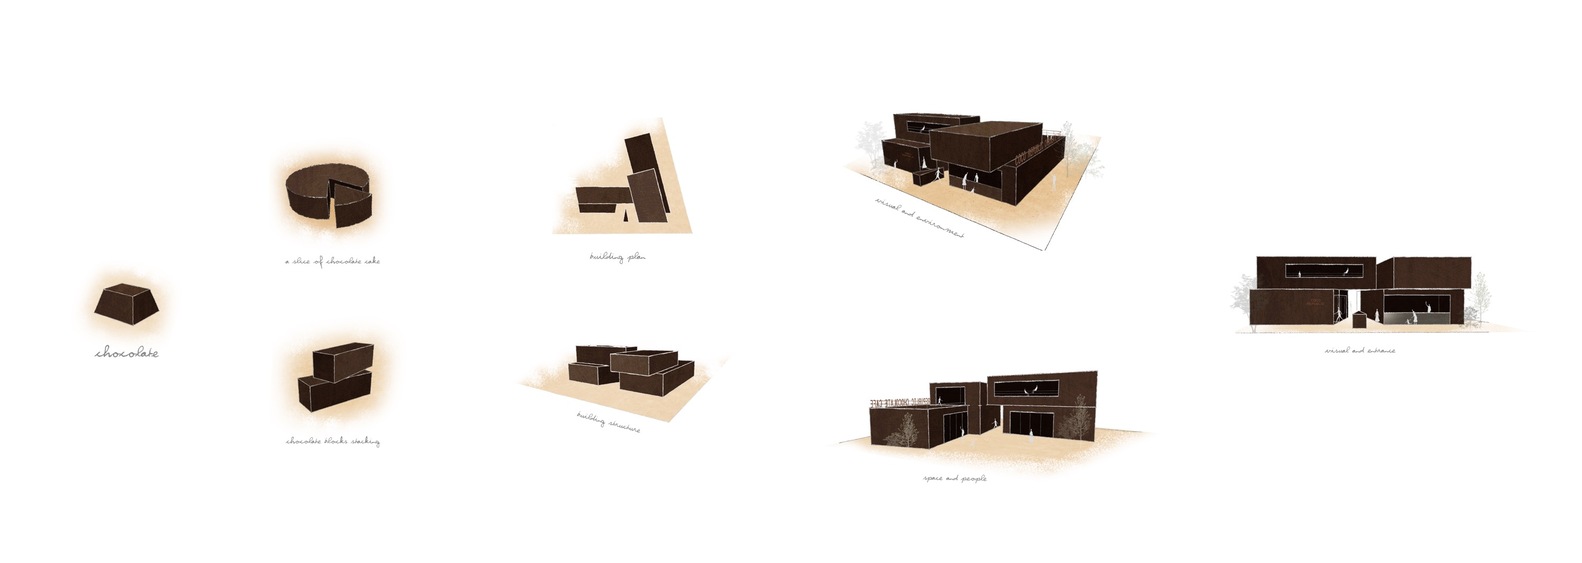 chocolate
a slice of chocolate cake
chocolate blocks stacking
building plan
building structure
visual and environment
space and people
visual and entrance